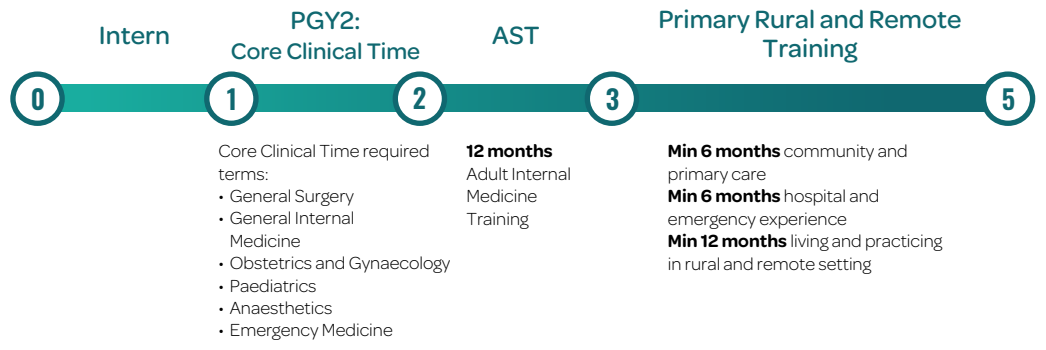 Intern
PGY2:
Core Clinical Time
AST
Primary Rural and Remote
Training
0
1
2
3
5
Core Clinical Time required
terms:
• General Surgery
• General Internal
Medicine
• Obstetrics and Gynaecology
• Paediatrics
• Anaesthetics
• Emergency Medicine
12 months
Adult Internal
Medicine
Training
Min 6 months community and
primary care
Min 6 months hospital and
emergency experience
Min 12 months living and practicing
in rural and remote setting